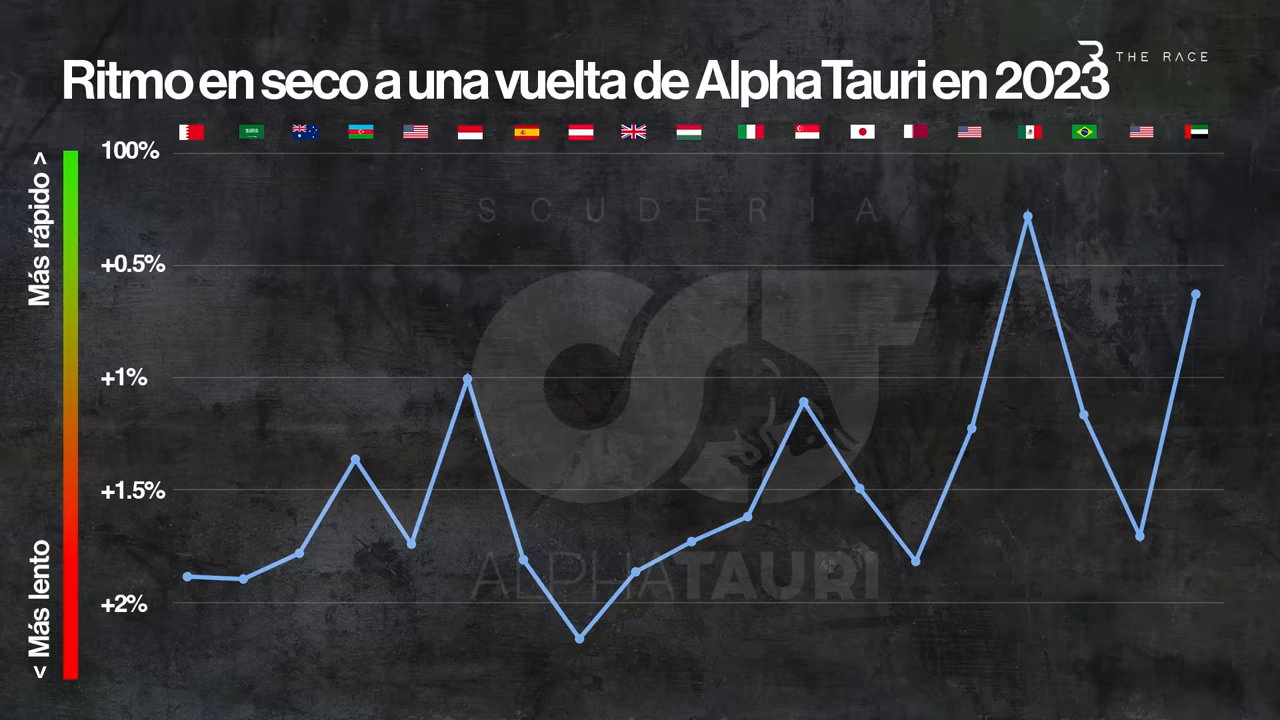 THE RACE
Ritmo en seco a una vuelta de AlphaTauri en 2023
100%
+0.5%
+1%
+1.5%
+2%
Más rápido >
< Más lento
SCUDERIA
ALPHATAURI